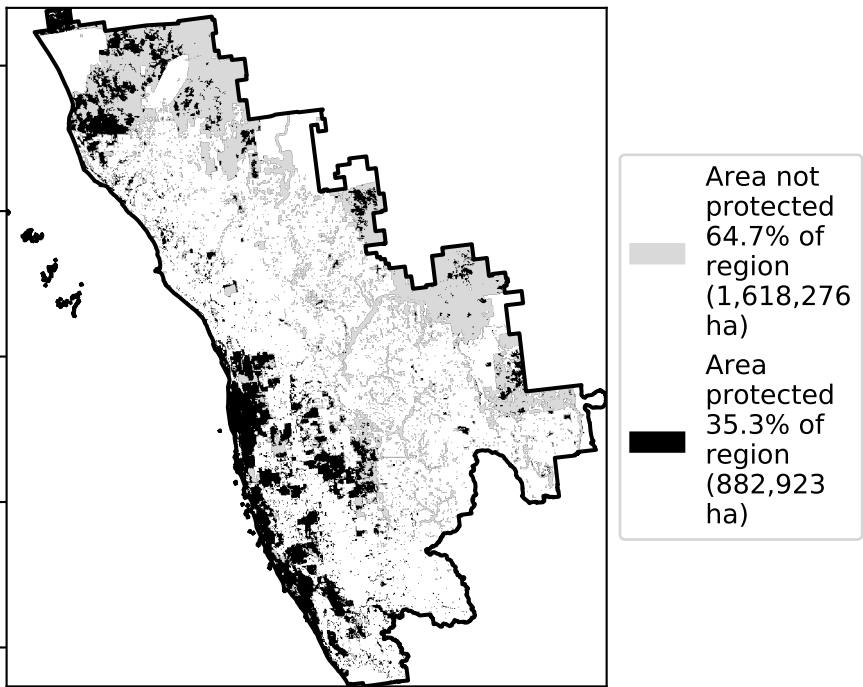 Area not
protected
64.7% of
region
(1,618,276
ha)
Area
protected
35.3% of
region
(882,923
ha)